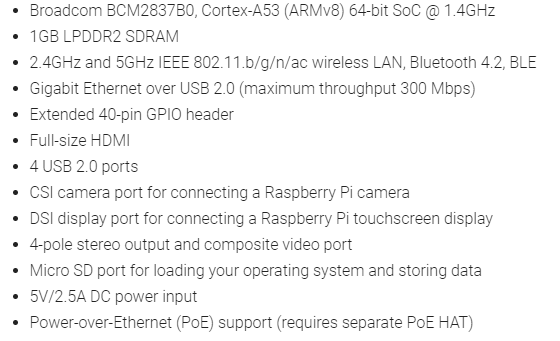 • Broadcom BCM2837B0, Cortex-A53 (ARMv8) 64-bit SoC @ 1.4GHz
• 1GB LPDDR2 SDRAM
• 2.4GHz and 5GHz IEEE 802.11.b/g/n/ac wireless LAN, Bluetooth 4.2, BLE
• Gigabit Ethernet over USB 2.0 (maximum throughput 300 Mbps)
• Extended 40-pin GPIO header
• Full-size HDMI
• 4 USB 2.0 ports
• CSI camera port for connecting a Raspberry Pi camera
• DSI display port for connecting a Raspberry Pi touchscreen display
• 4-pole stereo output and composite video port
• Micro SD port for loading your operating system and storing data
• 5V/2.5A DC power input
• Power-over-Ethernet (PoE) support (requires separate PoE HAT)